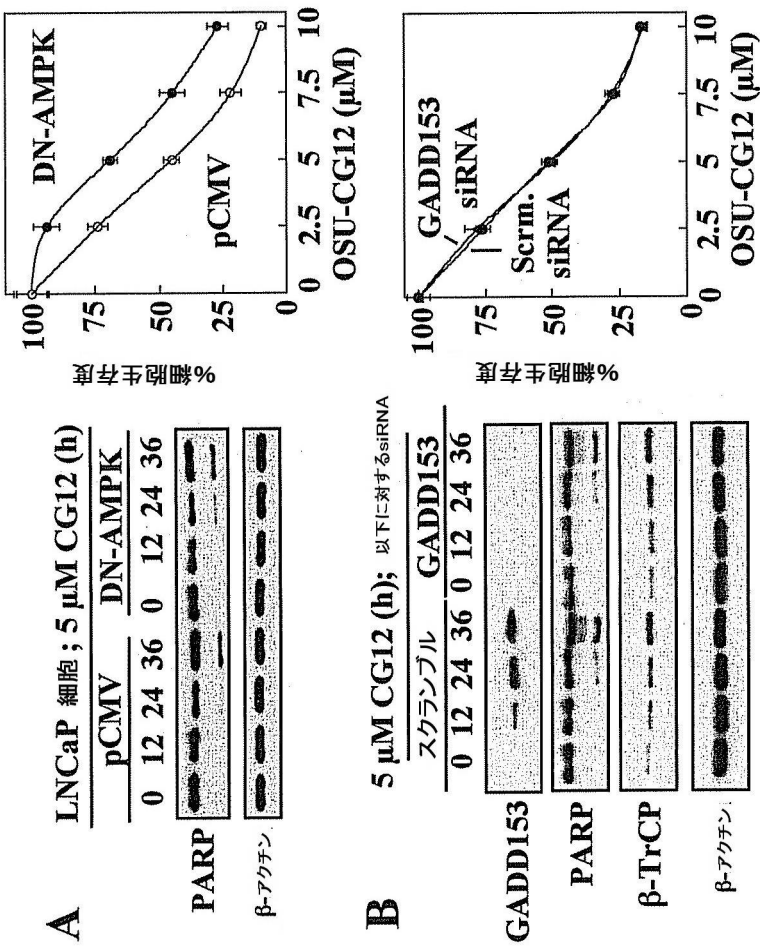 A
LNCaP 細胞 ; 5 μM CG12 (h)
pCMV DN-AMPK
0 12 24 36 0 12 24 36
PARP
β-アクチン
%細胞生存度
100
75
50
25
0
DN-AMPK
pCMV
0 2.5 5 7.5 10
OSU-CG12 (μM)
B
5 μM CG12 (h); 以下に対するsiRNA
スクランブル GADD153
0 12 24 36 0 12 24 36
GADD153
PARP
β-TrCP
β-アクチン
%細胞生存度
100
75
50
25
0
GADD153
siRNA
Scrm.
siRNA
0 2.5 5 7.5 10
OSU-CG12 (μM)